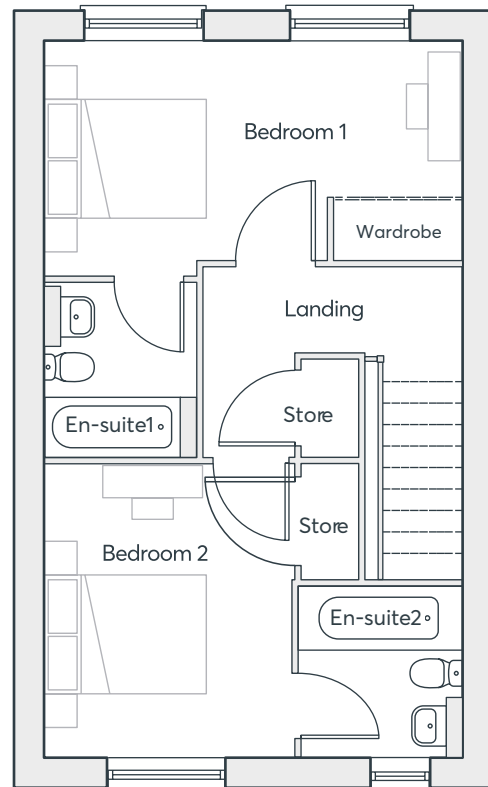 Bedroom 1
Wardrobe
Landing
Store
En-suite1
Store
Bedroom 2
En-suite2